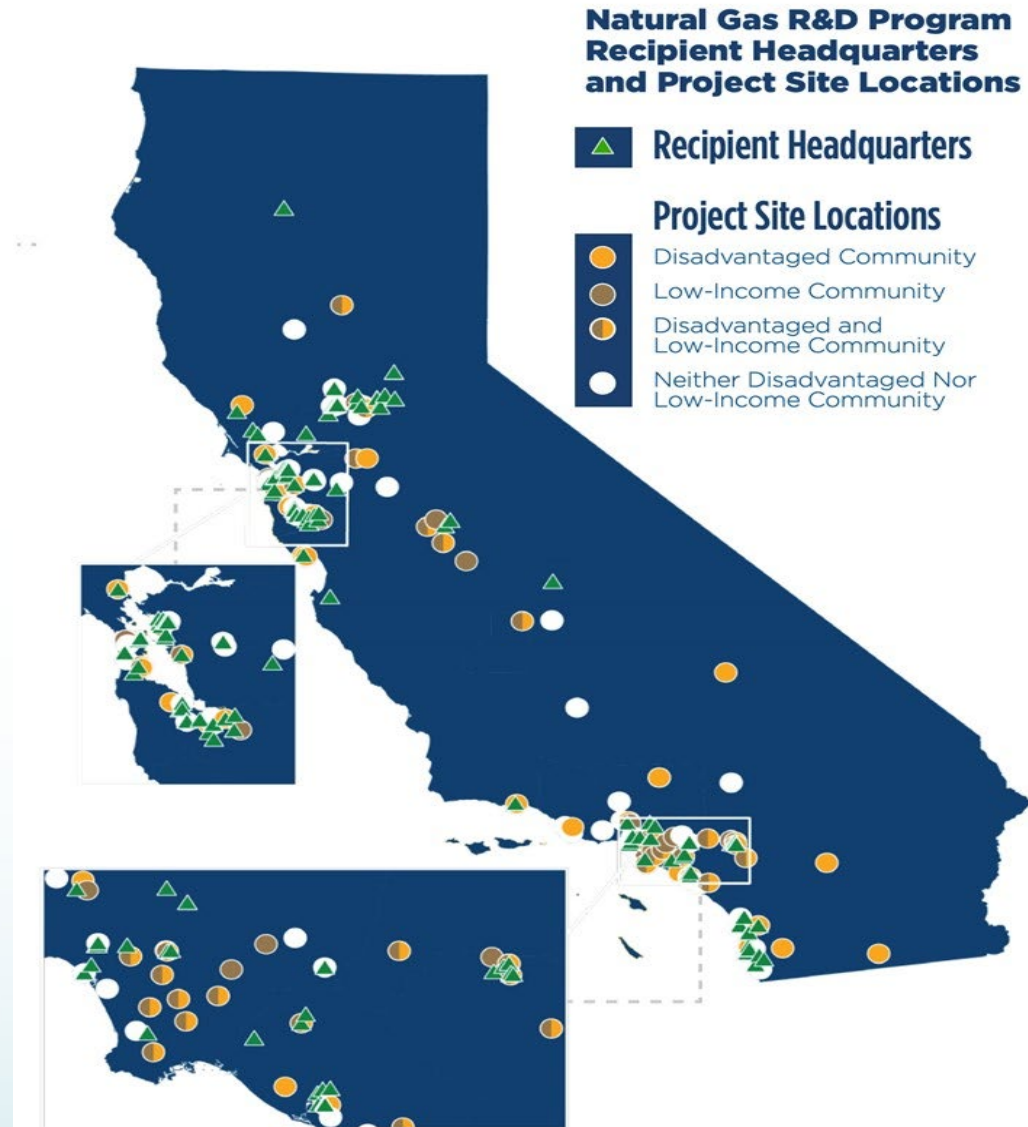 Natural Gas R&D Program
Recipient Headquarters
and Project Site Locations
Recipient Headquarters
Project Site Locations
Disadvantaged Community
Low-Income Community
Disadvantaged and
Low-Income Community
Neither Disadvantaged Nor
Low-Income Community